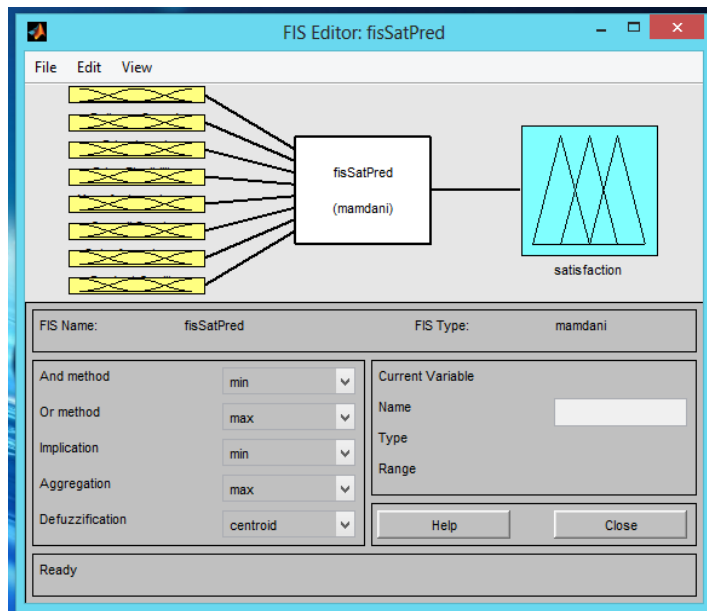 FIS Editor: fisSatPred
File Edit View
fisSatPred
(mamdani)
satisfaction
FIS Name: fisSatPred FIS Type: mamdani
And method min
Or method max
Implication min
Aggregation max
Defuzzification centroid
Current Variable
Name
Type
Range
Help Close
Ready